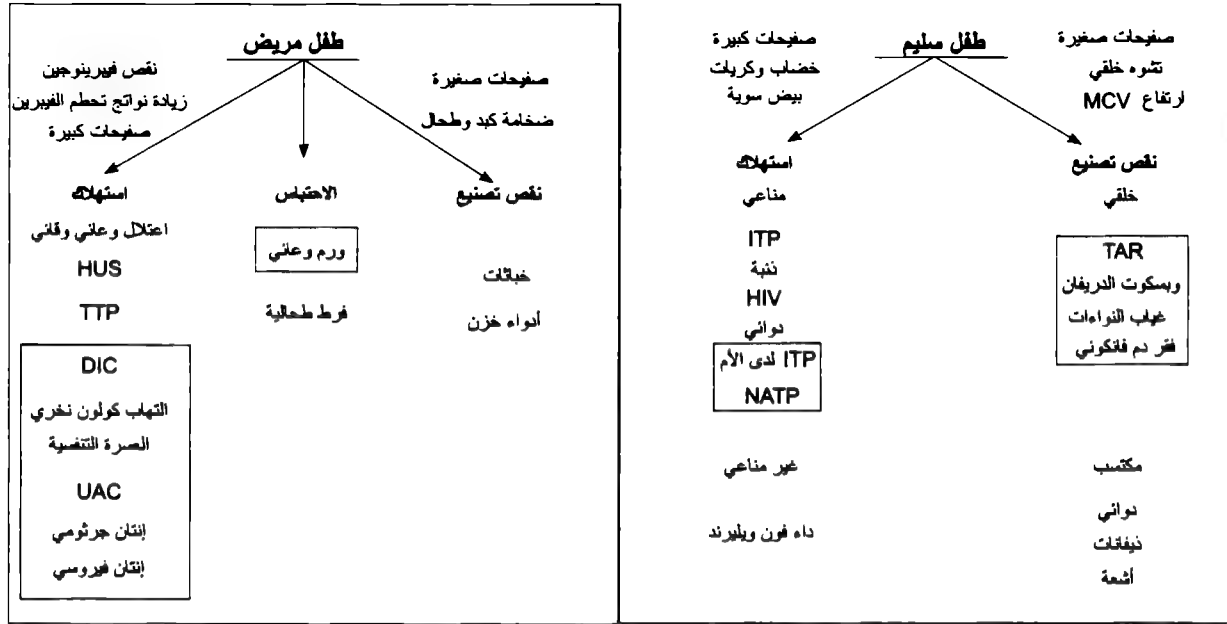 طفل سليم
صفيحات صغيرة
تشوه خلقي
ارتفاع MCV
نقص تصنيع
خلقي
TAR
وبسكوت الدريفان
غياب النواءات
فقر دم فانكوني
مكتسب
دوائي
ذيفانات
أشعة
صفيحات كبيرة
خضاب وكريات
بيض سوية
استهلاك
مناعي
ITP
ذئبة
HIV
دوائي
ITP لدى الأم
NATP
غير مناعي
داء فون ويليبرند
طفل مريض
صفيحات صغيرة
ضخامة كبد وطحال
نقص تصنيع
خباثات
أدواء خزن
الاحتباس
ورم وعائي
فرط طحالية
نقص فيبرينوجين
زيادة نواتج تحطم الفيبرين
صفيحات كبيرة
استهلاك
اعتلال وعائي وقائي
HUS
TTP
DIC
التهاب كولون نخري
العسرة التنفسية
UAC
إنتان جرثومي
إنتان فيروسي